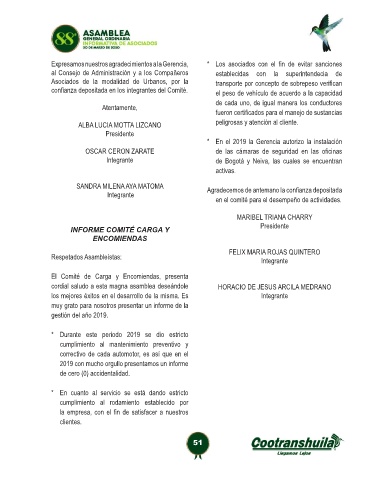 88ª ASAMBLEA
GENERAL ORDINARIA
INFORMATIVA DE ASOCIADOS
Expresamos nuestros agradecimientos a la Gerencia,
al Consejo de Administración y a los Compañeros
Asociados de la modalidad de Urbanos, por la
confianza depositada en los integrantes del Comité.
Atentamente,
ALBA LUCIA MOTTA LIZCANO
Presidente
OSCAR CERON ZARATE
Integrante
SANDRA MILENA AYA MATOMA
Integrante
INFORME COMITÉ CARGA Y
ENCOMIENDAS
Respetados Asambleístas:
El Comité de Carga y Encomiendas, presenta
cordial saludo a esta magna asamblea deseándole
los mejores éxitos en el desarrollo de la misma. Es
muy grato para nosotros presentar un informe de la
gestión del año 2019.
* Durante este periodo 2019 se dio estricto
cumplimiento al mantenimiento preventivo y
correctivo de cada automotor, es así que en el
2019 con mucho orgullo presentamos un informe
de cero (0) accidentalidad.
* En cuanto al servicio se está dando estricto
cumplimiento al rodamiento establecido por
la empresa, con el fin de satisfacer a nuestros
clientes.
* Los asociados con el fin de evitar sanciones
establecidas con la superintendecia de
transporte por concepto de sobrepeso verifican
el peso de vehículo de acuerdo a la capacidad
de cada uno, de igual manera los conductores
fueron certificados para el manejo de sustancias
peligrosas y atención al cliente.
* En el 2019 la Gerencia autorizo la instalación
de las cámaras de seguridad en las oficinas
de Bogotá y Neiva, las cuales se encuentran
activas.
Agradecemos de antemano la confianza depositada
en el comité para el desempeño de actividades.
MARIBEL TRIANA CHARRY
Presidente
FELIX MARIA ROJAS QUINTERO
Integrante
HORACIO DE JESUS ARCILA MEDRANO
Integrante
51
Cootranshuila
Llegamos Lejos